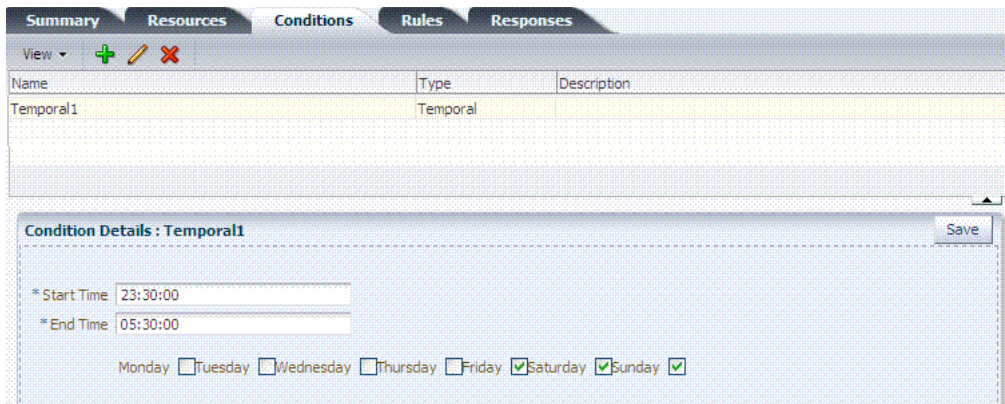 Summary Resources Conditions Rules Responses
View
Name Type Description
Temporal1 Temporal
Condition Details : Temporal1 Save
* Start Time 23:30:00
* End Time 05:30:00
Monday Tuesday Wednesday Thursday Friday Saturday Sunday